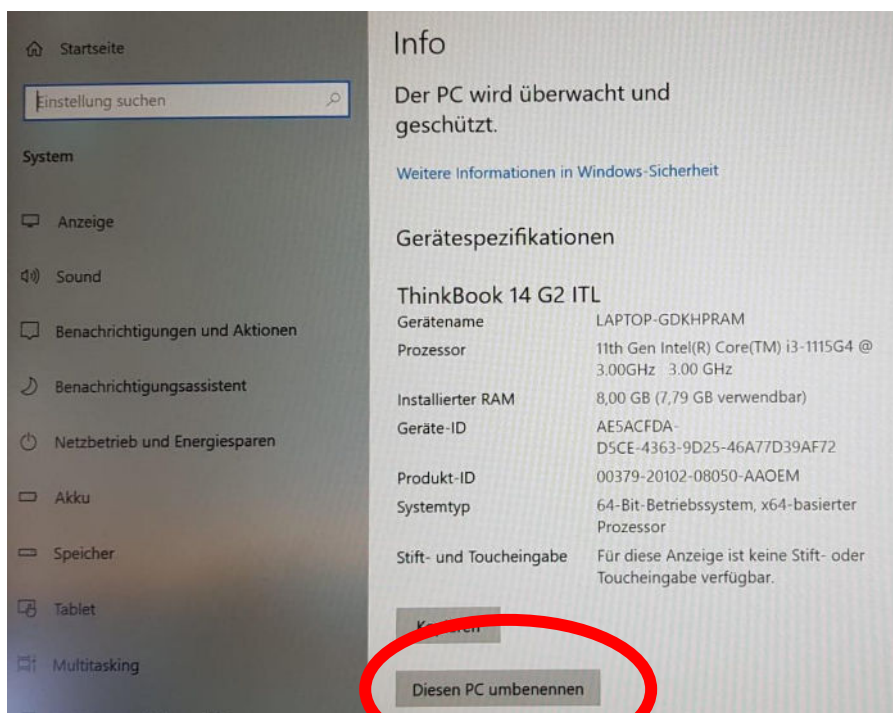 Startseite
Einstellung suchen
System
Anzeige
Sound
Benachrichtigungen und Aktionen
Benachrichtigungsassistent
Netzbetrieb und Energiesparen
Akku
Speicher
Tablet
Multitasking
Info
Der PC wird überwacht und
geschützt.
Weitere Informationen in Windows-Sicherheit
Gerätespezifikationen
ThinkBook 14 G2 ITL
Gerätename LAPTOP-GDKHPRAM
Prozessor 11th Gen Intel(R) Core(TM) i3-1115G4 @
3.00GHz 3.00 GHz
Installierter RAM 8,00 GB (7,79 GB verwendbar)
Geräte-ID AE5ACFDA-
D5CE-4363-9D25-46A77D39AF72
Produkt-ID 00379-20102-08050-AAOEM
Systemtyp 64-Bit-Betriebssystem, x64-basierter
Prozessor
Stift- und Toucheingabe Für diese Anzeige ist keine Stift- oder
Toucheingabe verfügbar.
Kopieren
Diesen PC umbenennen